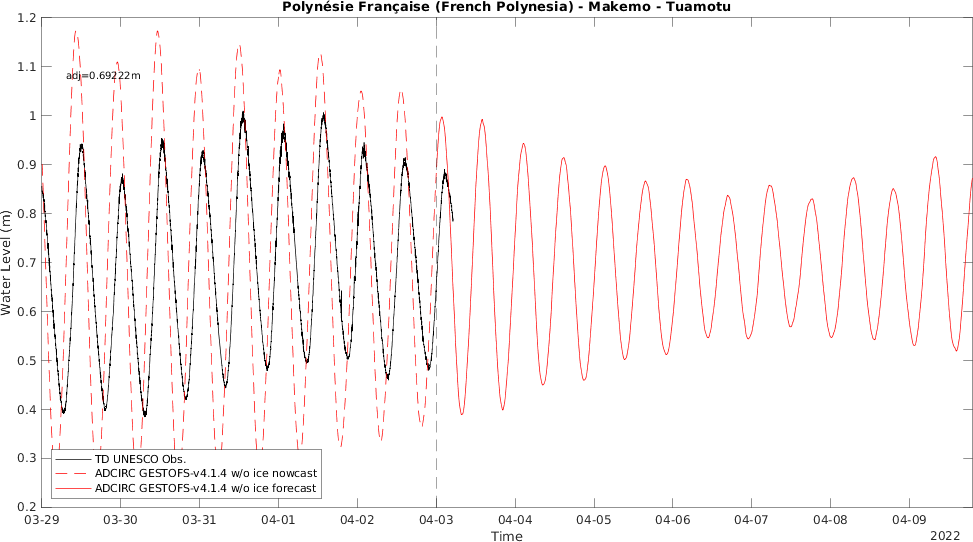 Polynésie Française (French Polynesia) - Makemo - Tuamotu
1.2
1.1
1
0.9
0.8
0.7
0.6
0.5
0.4
0.3
0.2
Water Level (m)
adj=0.69222m
TD UNESCO Obs.
ADCIRC GESTOFS-v4.1.4 w/o ice nowcast
ADCIRC GESTOFS-v4.1.4 w/o ice forecast
03-29 03-30 03-31 04-01 04-02 04-03 04-04 04-05 04-06 04-07 04-08 04-09
Time
2022